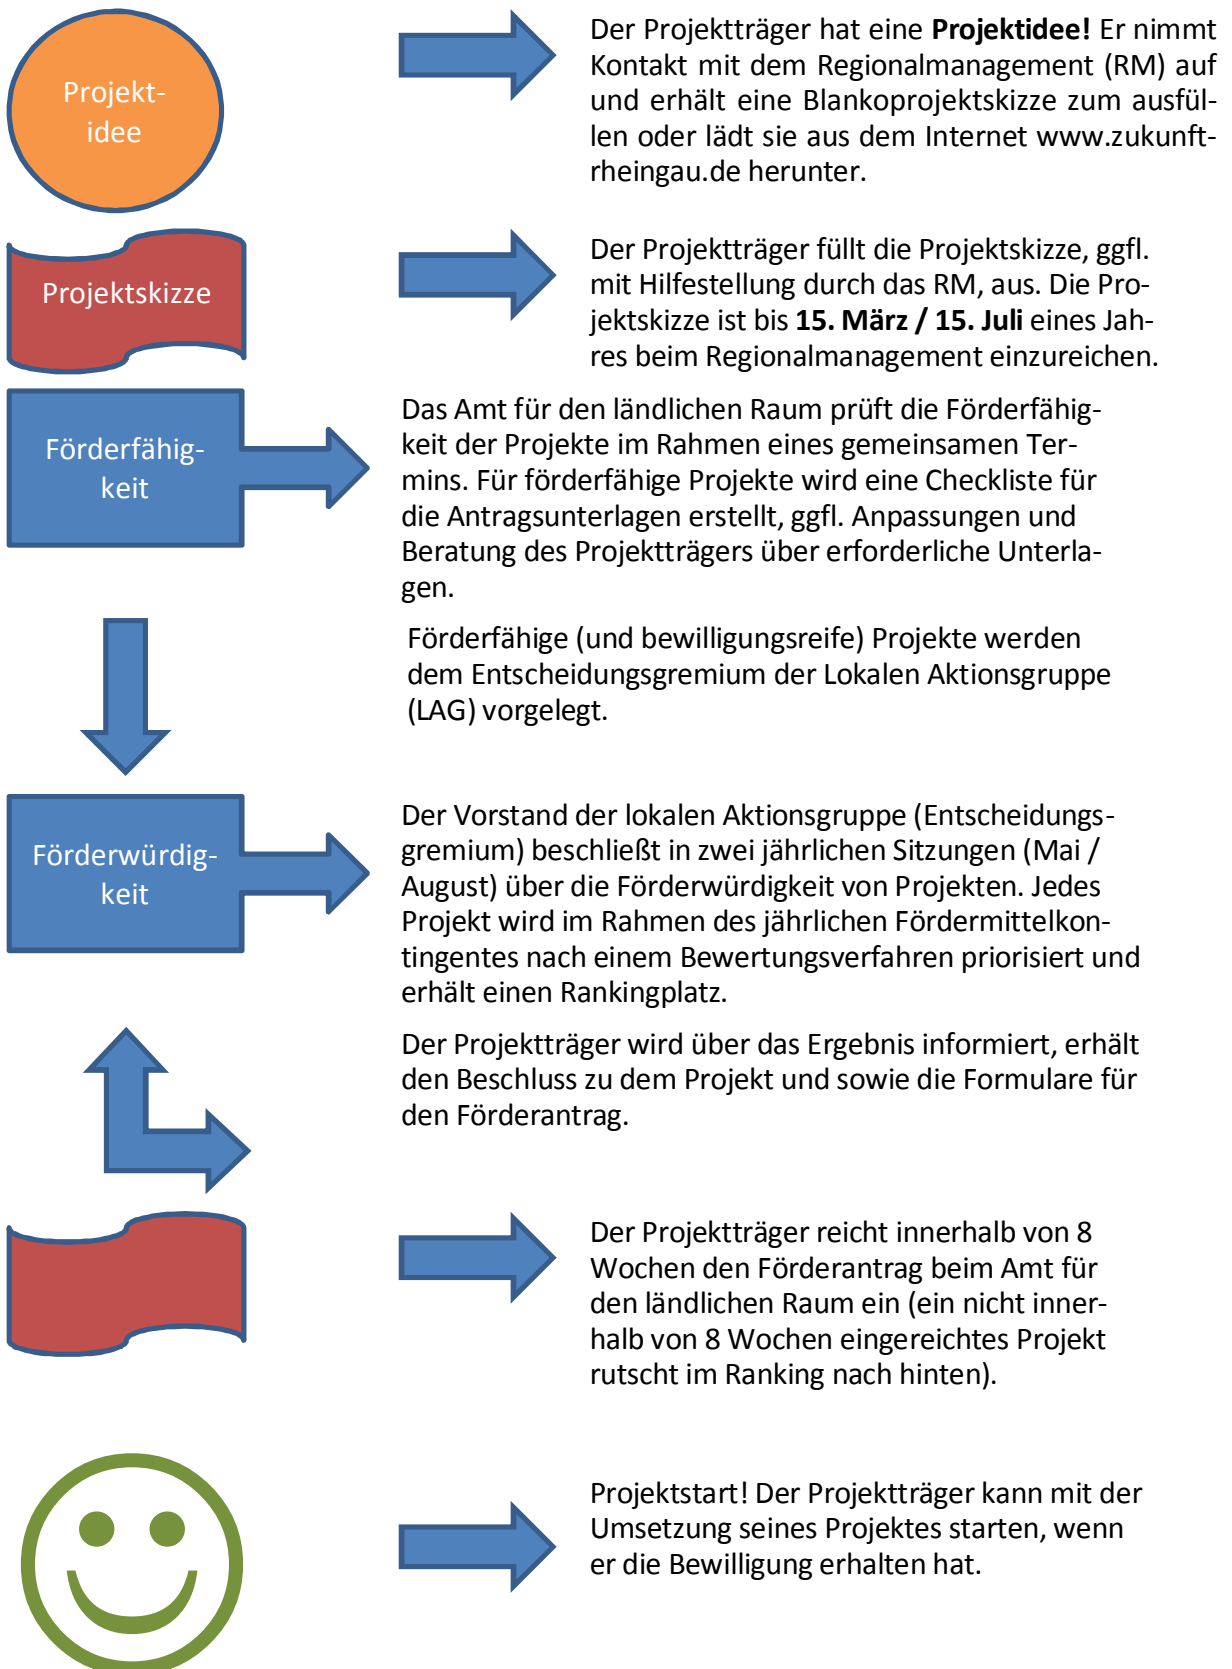 Projekt-
idee
Der Projektträger hat eine Projektidee! Er nimmt
Kontakt mit dem Regionalmanagement (RM) auf
und erhält eine Blankoprojektskizze zum ausfül-
len oder lädt sie aus dem Internet www.zukunft-
rheingau.de herunter.
Projektskizze
Der Projektträger füllt die Projektskizze, ggfl.
mit Hilfestellung durch das RM, aus. Die Pro-
jektskizze ist bis 15. März / 15. Juli eines Jah-
res beim Regionalmanagement einzureichen.
Förderfähig-
keit
Das Amt für den ländlichen Raum prüft die Förderfähig-
keit der Projekte im Rahmen eines gemeinsamen Ter-
mins. Für förderfähige Projekte wird eine Checkliste für
die Antragsunterlagen erstellt, ggfl. Anpassungen und
Beratung des Projektträgers über erforderliche Unterla-
gen.
Förderfähige (und bewilligungsreife) Projekte werden
dem Entscheidungsgremium der Lokalen Aktionsgruppe
(LAG) vorgelegt.
Förderwürdig-
keit
Der Vorstand der lokalen Aktionsgruppe (Entscheidungs-
gremium) beschließt in zwei jährlichen Sitzungen (Mai /
August) über die Förderwürdigkeit von Projekten. Jedes
Projekt wird im Rahmen des jährlichen Fördermittelkon-
tingentes nach einem Bewertungsverfahren priorisiert und
erhält einen Rankingplatz.
Der Projektträger wird über das Ergebnis informiert, erhält
den Beschluss zu dem Projekt und sowie die Formulare für
den Förderantrag.
Der Projektträger reicht innerhalb von 8
Wochen den Förderantrag beim Amt für
den ländlichen Raum ein (ein nicht inner-
halb von 8 Wochen eingereichtes Projekt
rutscht im Ranking nach hinten).
Projektstart! Der Projektträger kann mit der
Umsetzung seines Projektes starten, wenn
er die Bewilligung erhalten hat.